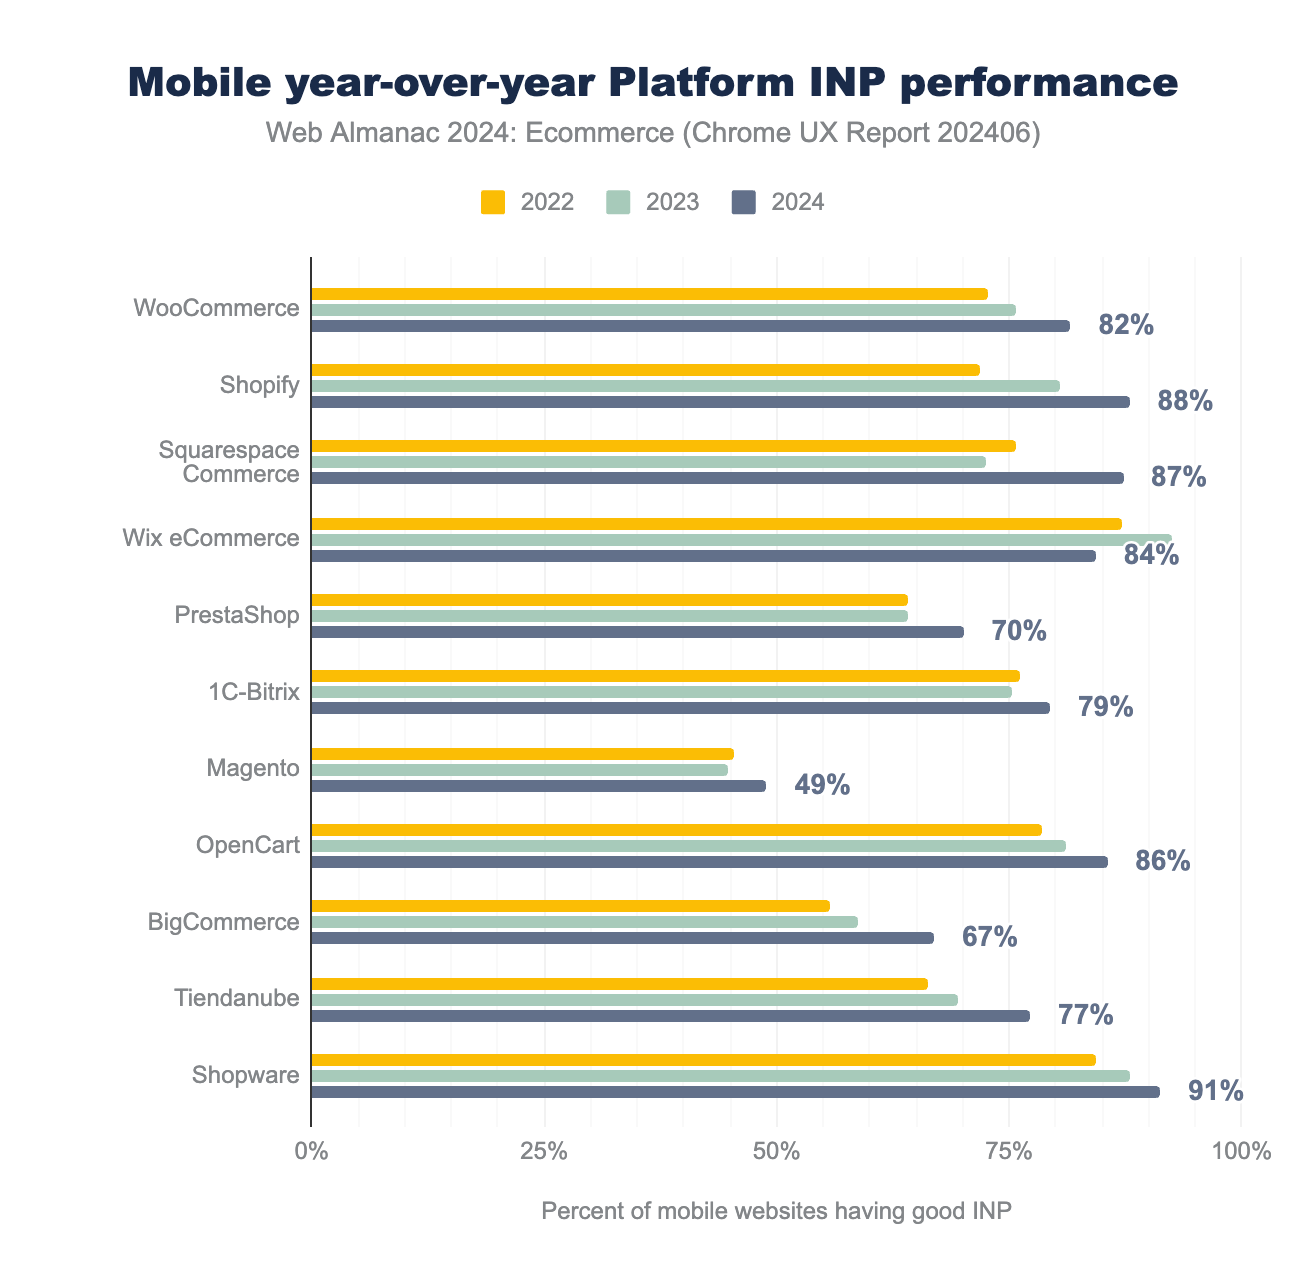 Mobile year-over-year Platform INP performance
Web Almanac 2024: Ecommerce (Chrome UX Report 202406)
2022 2023 2024
WooCommerce 82%
Shopify 88%
Squarespace
Commerce 87%
Wix eCommerce 84%
PrestaShop 70%
1C-Bitrix 79%
Magento 49%
OpenCart 86%
BigCommerce 67%
Tiendanube 77%
Shopware 91%
0% 25% 50% 75% 100%
Percent of mobile websites having good INP